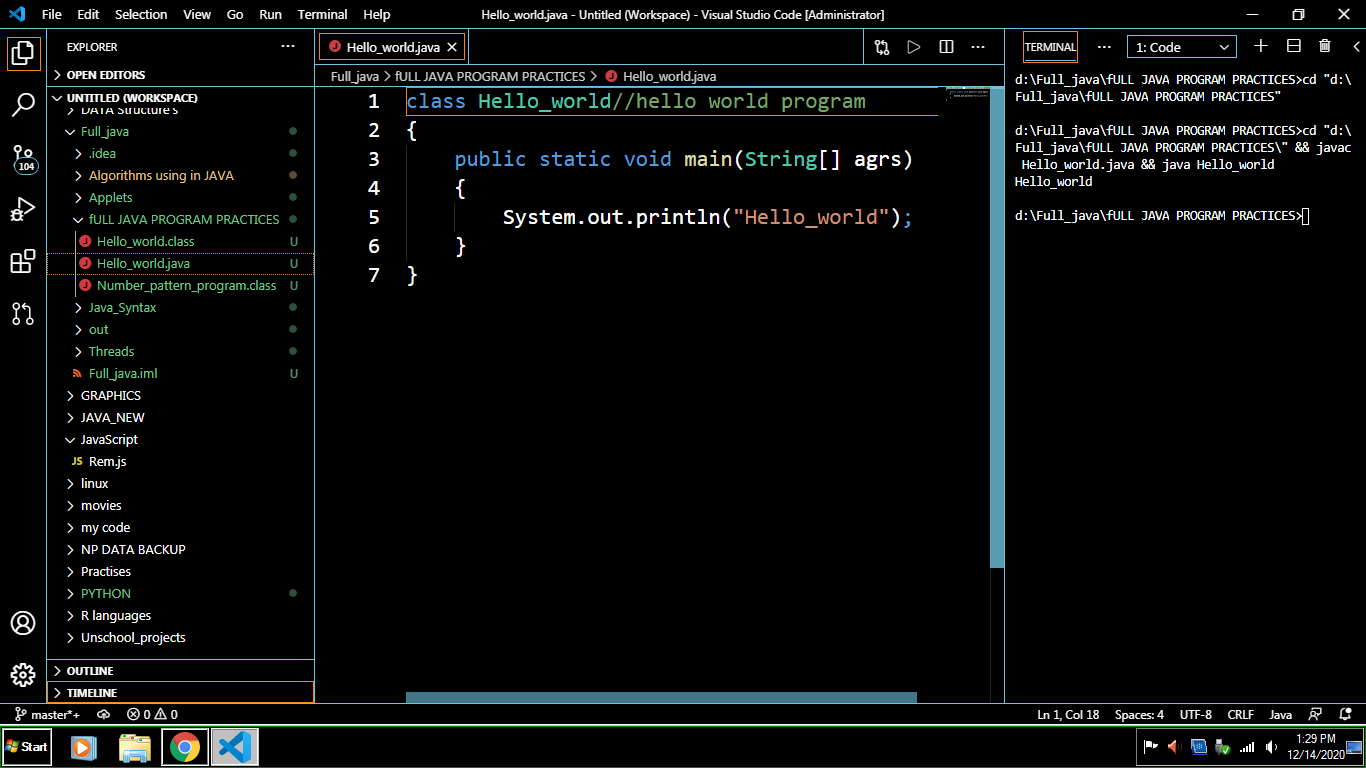 File Edit Selection View Go Run Terminal Help Hello_world.java - Untitled (Workspace) - Visual Studio Code [Administrator]
EXPLORER
OPEN EDITORS
UNTITLED (WORKSPACE)
DATA Structure's
Full_java
.idea
Algorithms using in JAVA
Applets
fULL JAVA PROGRAM PRACTICES
Hello_world.class U
Hello_world.java U
Number_pattern_program.class U
Java_Syntax
out
Threads
Full_java.iml U
GRAPHICS
JAVA_NEW
JavaScript
JS Rem.js
linux
movies
my code
NP DATA BACKUP
Practises
PYTHON
R languages
Unschool_projects
OUTLINE
TIMELINE
104
Hello_world.java
Full_java > fULL JAVA PROGRAM PRACTICES > Hello_world.java
1 class Hello_world//hello world program
2 {
3 public static void main(String[] agrs)
4 {
5 System.out.println("Hello_world");
6 }
7 }
TERMINAL 1: Code
d:\Full_java\fULL JAVA PROGRAM PRACTICES>cd "d:\
Full_java\fULL JAVA PROGRAM PRACTICES"
d:\Full_java\fULL JAVA PROGRAM PRACTICES>cd "d:\
Full_java\fULL JAVA PROGRAM PRACTICES\" && javac
Hello_world.java && java Hello_world
Hello_world
d:\Full_java\fULL JAVA PROGRAM PRACTICES>
master*+ 0 0 Ln 1, Col 18 Spaces: 4 UTF-8 CRLF Java
Start
1:29 PM
12/14/2020